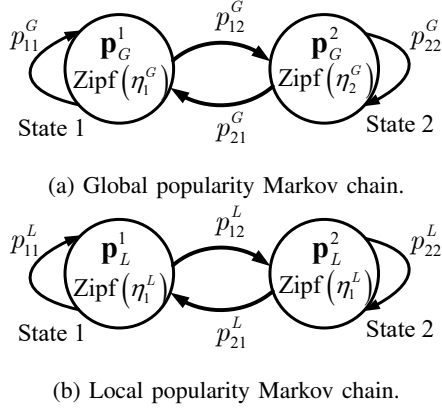 p_{12}^{G}
p_{11}^{G} p_G^1 p_G^2 p_{22}^{G}
Zipf(η_1^G) Zipf(η_2^G)
State 1 p_{21}^{G} State 2
(a) Global popularity Markov chain.
p_{12}^{L}
p_{11}^{L} p_L^1 p_L^2 p_{22}^{L}
Zipf(η_1^L) Zipf(η_1^L)
State 1 p_{21}^{L} State 2
(b) Local popularity Markov chain.